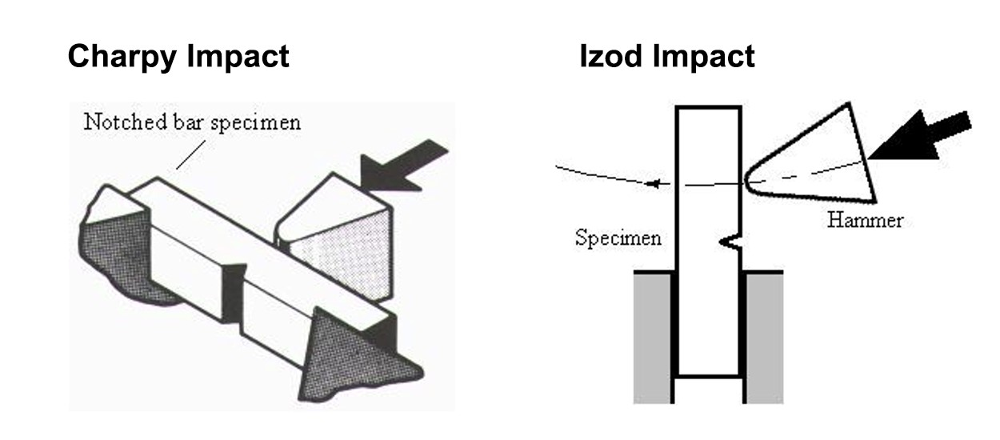 Charpy Impact
Notched bar specimen
Izod Impact
Hammer
Specimen